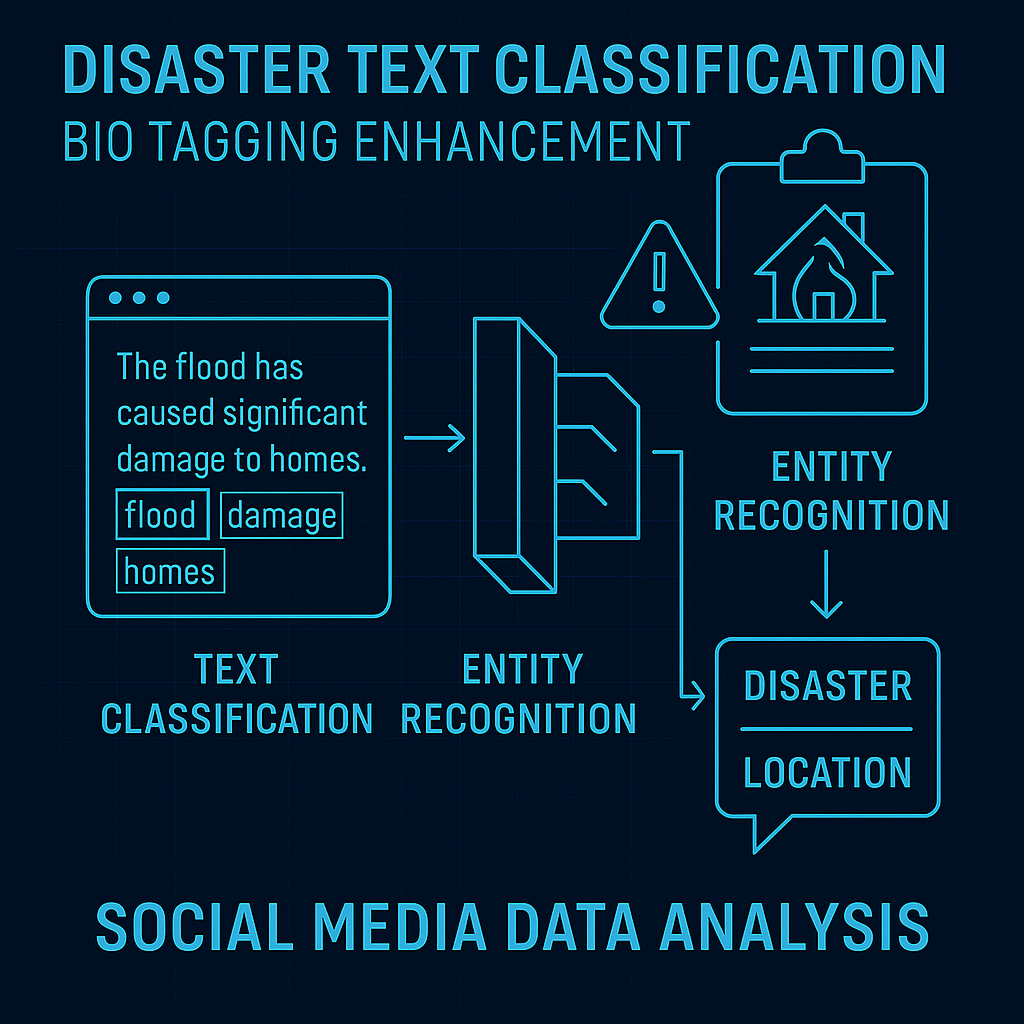 DISASTER TEXT CLASSIFICATION
BIO TAGGING ENHANCEMENT
The flood has
caused significant
damage to homes.
flood damage
homes
TEXT
CLASSIFICATION
ENTITY
RECOGNITION
!
ENTITY
RECOGNITION
DISASTER
LOCATION
SOCIAL MEDIA DATA ANALYSIS